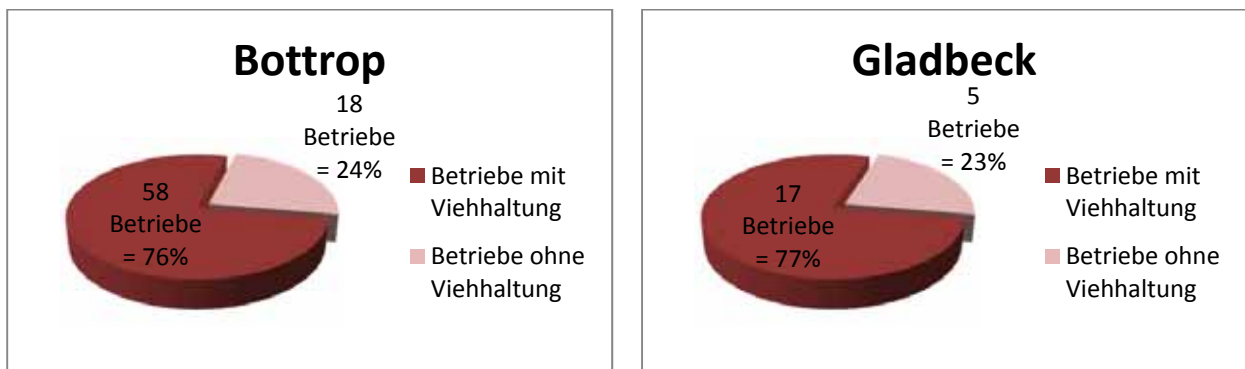 Bottrop
18
Betriebe
= 24%
58
Betriebe
= 76%
Betriebe mit
Viehhaltung
Betriebe ohne
Viehhaltung
Gladbeck
5
Betriebe
= 23%
17
Betriebe
= 77%
Betriebe mit
Viehhaltung
Betriebe ohne
Viehhaltung